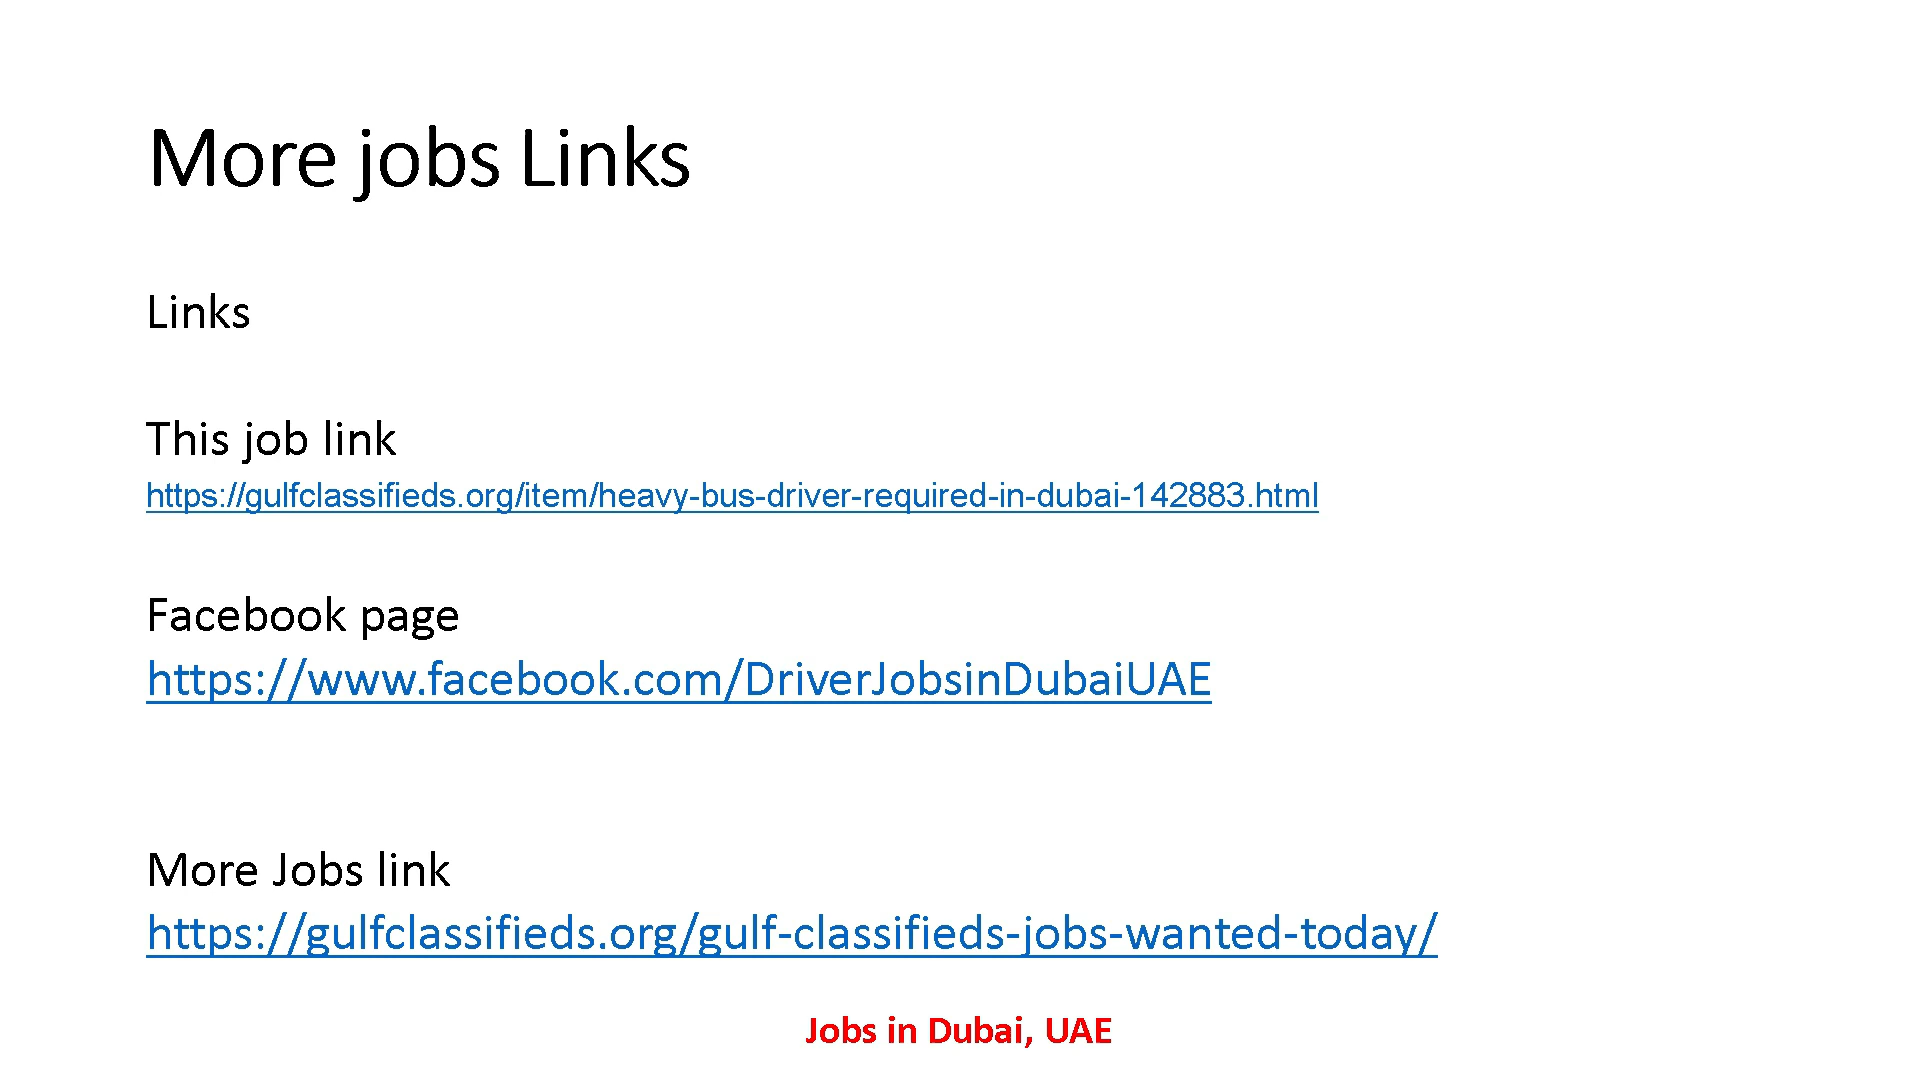 More jobs Links
Links
This job link
https://gulfclassifieds.org/item/heavy-bus-driver-required-in-dubai-142883.html
Facebook page
https://www.facebook.com/DriverJobsinDubaiUAE
More Jobs link
https://gulfclassifieds.org/gulf-classifieds-jobs-wanted-today/
Jobs in Dubai, UAE